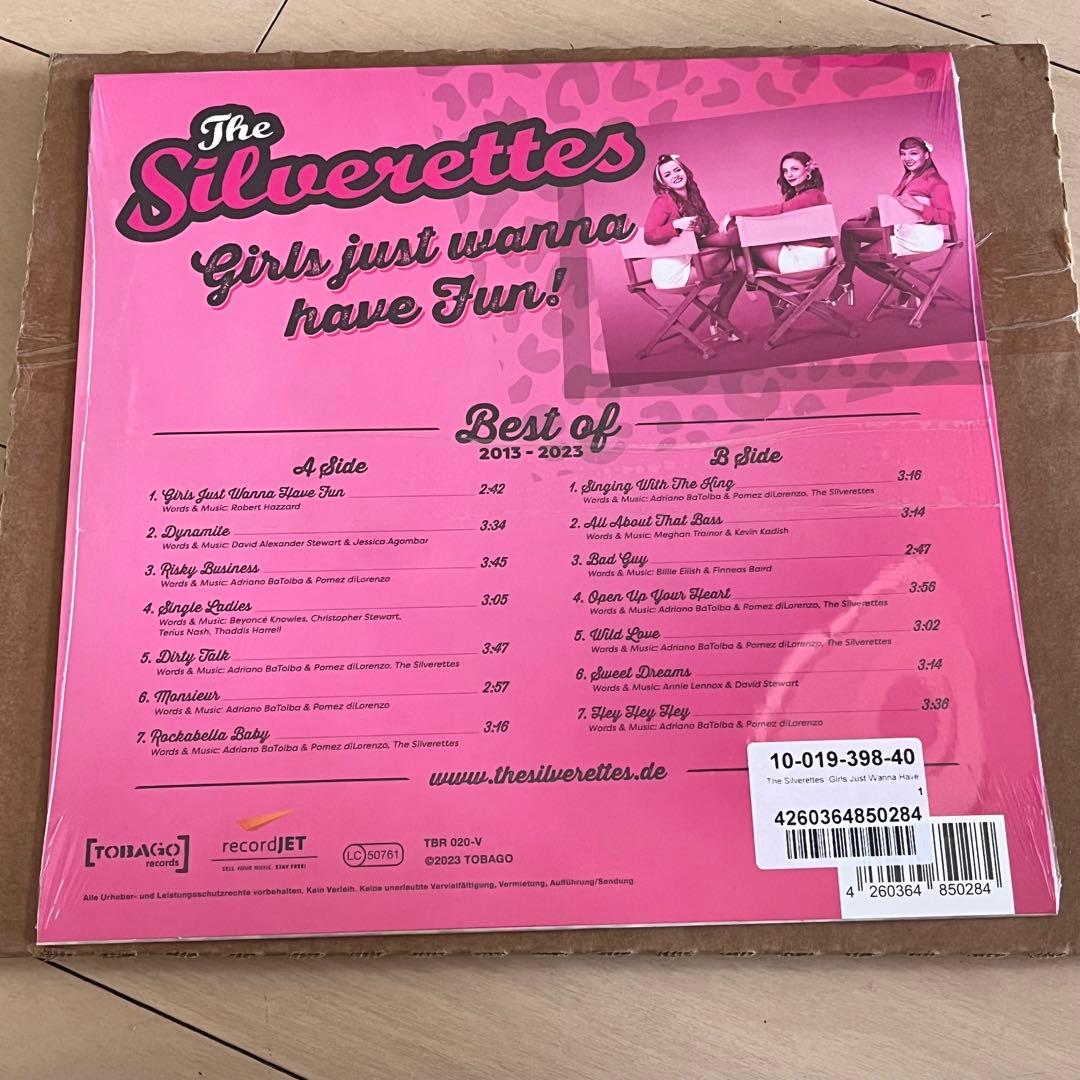 The
Silverettes
Girls just wanna
have Fun!
Best of
2013 - 2023
A Side
1. Girls Just Wanna Have Fun 2:42
Words & Music: Robert Hazzard
2. Dynamite 3:34
Words & Music: David Alexander Stewart & Jessica Agombar
3. Risky Business 3:45
Words & Music: Adriano BaTolba & Pomez diLorenzo
4. Single Ladies 3:05
Words & Music: Beyoncé Knowles, Christopher Stewart,
Terius Nash, Thaddis Harrell
5. Dirty Talk 3:47
Words & Music: Adriano BaTolba & Pomez diLorenzo. The Silverettes
6. Monsieur 2:57
Words & Music: Adriano BaTolba & Pomez diLorenzo
7. Rockabella Baby 3:16
Words & Music: Adriano BaTolba & Pomez diLorenzo, The Silverettes
B Side
1. Singing With The King 3:16
Words & Music: Adriano BaTolba & Pomez diLorenzo, The Silverettes
2. All About That Bass 3:14
Words & Music: Meghan Trainor & Kevin Kadish
3. Bad Guy 2:47
Words & Music: Billie Eilish & Finneas Baird
4. Open Up Your Heart 3:56
Words & Music: Adriano BaTolba & Pomez diLorenzo, The Silverettes
5. Wild Love 3:02
Words & Music: Adriano BaTolba & Pomez diLorenzo, The Silverettes
6. Sweet Dreams 3:14
Words & Music: Annie Lennox & David Stewart
7. Hey Hey Hey 3:36
Words & Music: Adriano BaTolba & Pomez diLorenzo
www.thesilverettes.de
10-019-398-40
The Silverettes Girls Just Wanna Have
1
4260364850284
4 260364 850284
[TOBAGO]
records
recordJET
SELL YOUR MUSIC. STAY FREE!
LC 50761
TBR 020-V
©2023 TOBAGO
Alle Urheber- und Leistungsschutzrechte vorbehalten. Kein Verleih. Keine unerlaubte Vervielfältigung, Vermietung, Aufführung/Sendung